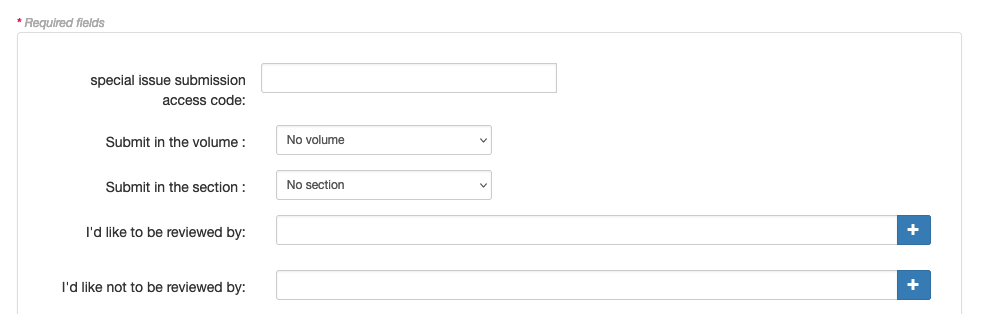 * Required fields
special issue submission
access code:
Submit in the volume : No volume
Submit in the section : No section
I'd like to be reviewed by: +
I'd like not to be reviewed by: +